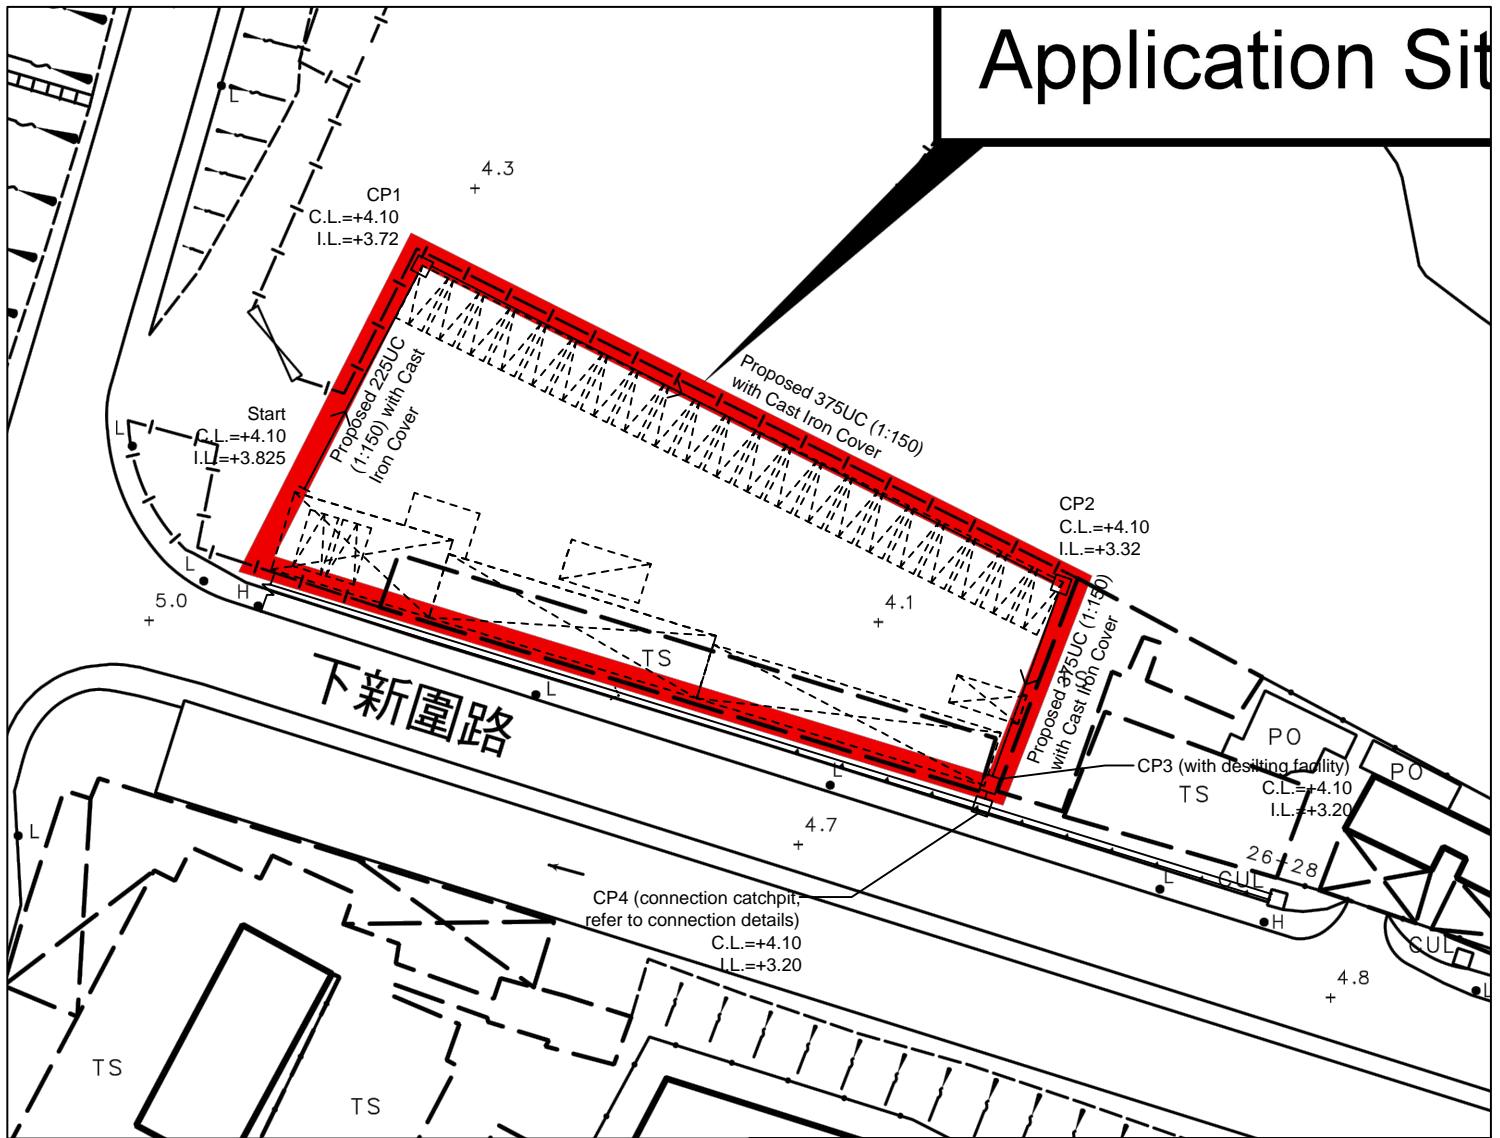 Application Sit
L
4.3
CP1
C.L.=+4.10
I.L.=+3.72
Proposed 225UC
(1:150) with Cast
Iron Cover
Proposed 375UC (1:150)
with Cast Iron Cover
Start
C.L.=+4.10
I.L.=+3.825
L
CP2
C.L.=+4.10
I.L.=+3.32
L
H
5.0
4.1
Proposed 375UC (1:150)
with Cast Iron Cover
TS
下新圍路
L
PO
PO
CP3 (with desilting facility)
C.L.=+4.10
I.L.=+3.20
L
TS
4.7
L
26-28
CUL
L
H
CP4 (connection catchpit,
refer to connection details)
C.L.=+4.10
I.L.=+3.20
CUL
4.8
L
TS
TS